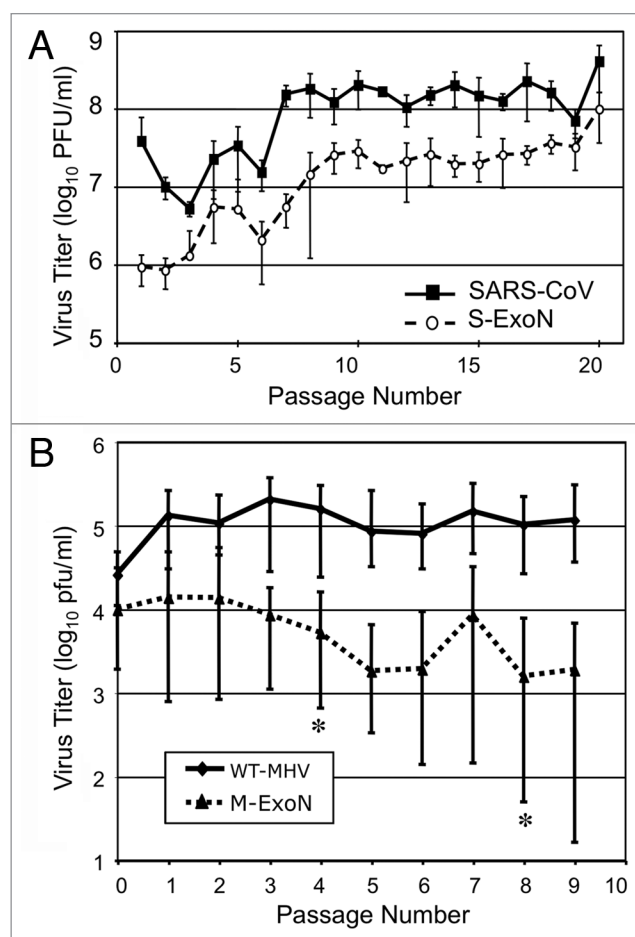 A
Virus Titer (log₁₀ PFU/ml)
9
8
7
6
5
SARS-CoV
S-ExoN
0 5 10 15 20
Passage Number
B
Virus Titer (log₁₀ pfu/ml)
6
5
4
3
2
1
*
*
WT-MHV
M-ExoN
0 1 2 3 4 5 6 7 8 9 10
Passage Number